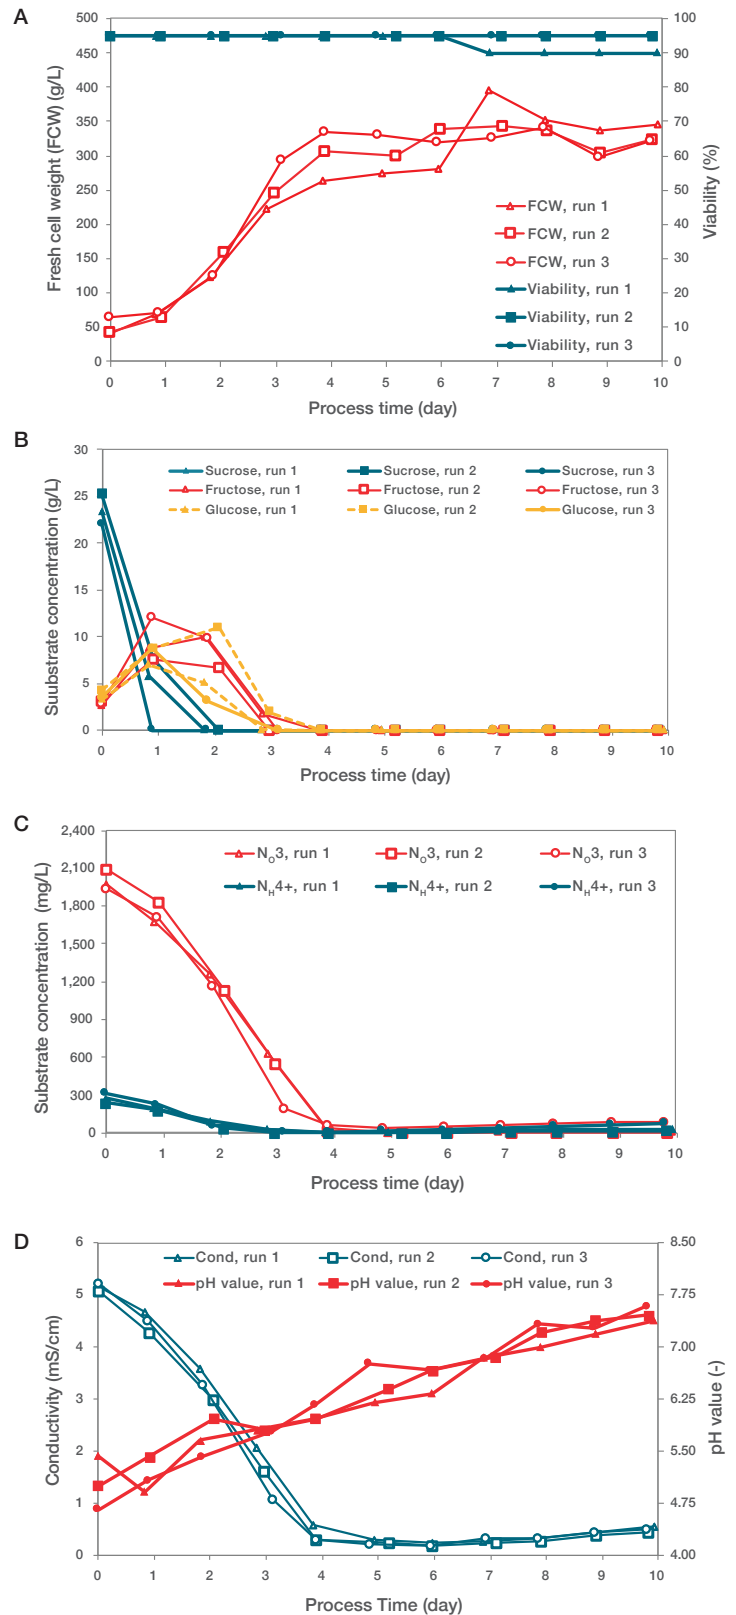 A
Fresh cell weight (FCW) (g/L)
500
450
400
350
300
250
200
150
100
50
0
100
90
80
70
60
50
40
30
20
10
0
Viability (%)
FCW, run 1
FCW, run 2
FCW, run 3
Viability, run 1
Viability, run 2
Viability, run 3
0 1 2 3 4 5 6 7 8 9 10
Process time (day)
B
Suubstrate concentration (g/L)
30
25
20
15
10
5
0
Sucrose, run 1 Sucrose, run 2 Sucrose, run 3
Fructose, run 1 Fructose, run 2 Fructose, run 3
Glucose, run 1 Glucose, run 2 Glucose, run 3
0 1 2 3 4 5 6 7 8 9 10
Process time (day)
C
Substrate concentration (mg/L)
2,400
2,100
1,800
1,500
1,200
900
600
300
0
NO3, run 1 NO3, run 2 NO3, run 3
NH4+, run 1 NH4+, run 2 NH4+, run 3
0 1 2 3 4 5 6 7 8 9 10
Process time (day)
D
Conductivity (mS/cm)
6
5
4
3
2
1
0
8.50
7.75
7.00
6.25
5.50
4.75
4.00
pH value (-)
Cond, run 1 Cond, run 2 Cond, run 3
pH value, run 1 pH value, run 2 pH value, run 3
0 1 2 3 4 5 6 7 8 9 10
Process Time (day)